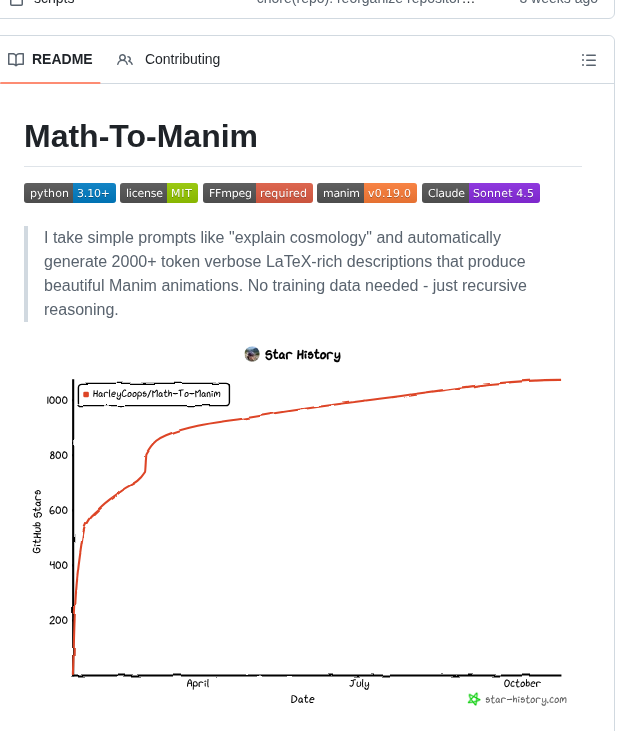 scripts chore(repo): reorganize repositor... 3 weeks ago
README Contributing
Math-To-Manim
python 3.10+ license MIT FFmpeg required manim v0.19.0 Claude Sonnet 4.5
I take simple prompts like "explain cosmology" and automatically
generate 2000+ token verbose LaTeX-rich descriptions that produce
beautiful Manim animations. No training data needed - just recursive
reasoning.
Star History
HarleyCoops/Math-To-Manim
1000
800
600
400
200
GitHub Stars
April July October
Date
star-history.com